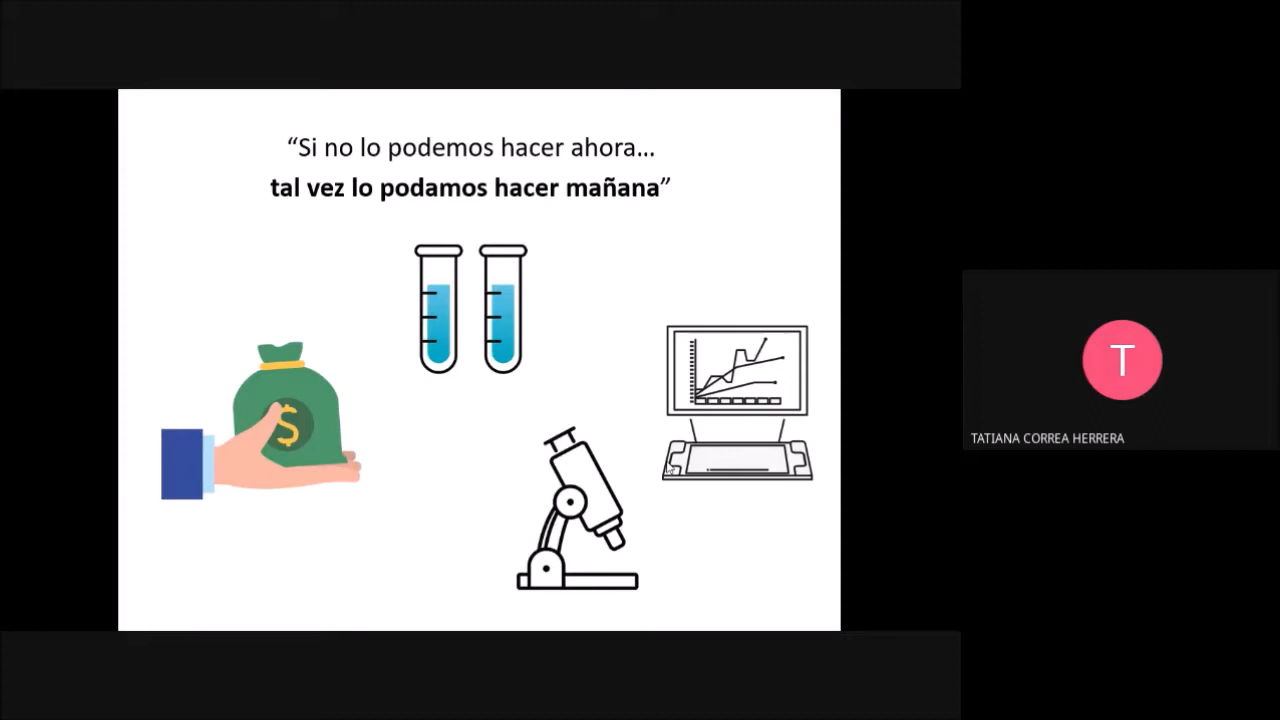 “Si no lo podemos hacer ahora...
tal vez lo podamos hacer mañana”
$
T
TATIANA CORREA HERRERA